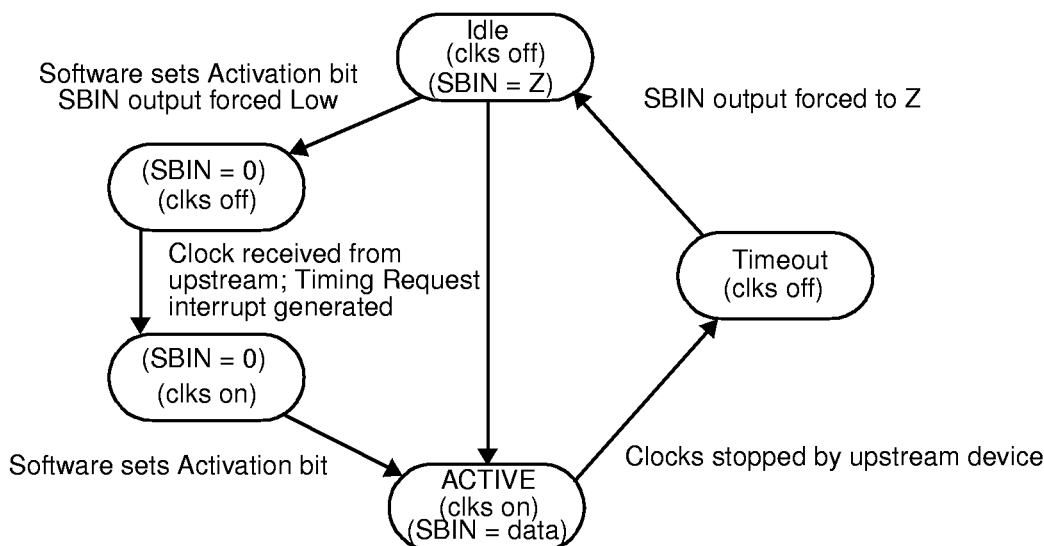 Idle
(clks off)
(SBIN = Z)
Software sets Activation bit
SBIN output forced Low
SBIN output forced to Z
(SBIN = 0)
(clks off)
Clock received from
upstream; Timing Request
interrupt generated
Timeout
(clks off)
(SBIN = 0)
(clks on)
Software sets Activation bit
Clocks stopped by upstream device
ACTIVE
(clks on)
(SBIN = data)